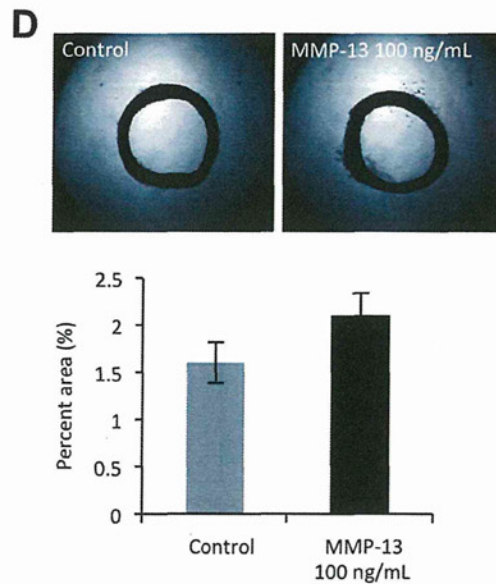 D
Control
MMP-13 100 ng/mL
Percent area (%)
2.5
2
1.5
1
0.5
0
Control
MMP-13
100 ng/mL